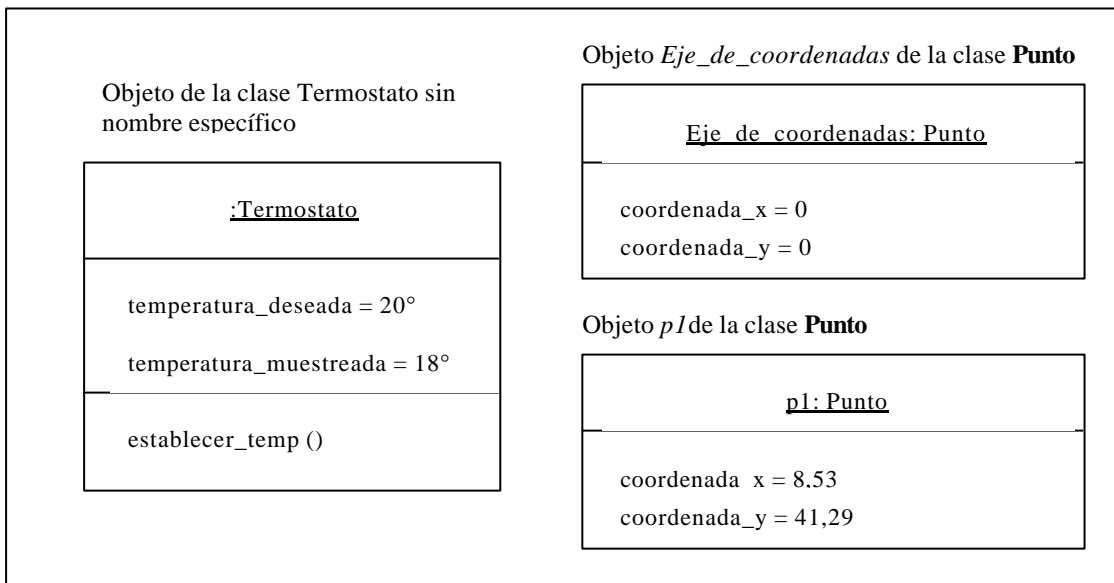 Objeto de la clase Termostato sin
nombre específico
:Termostato
temperatura_deseada = 20°
temperatura_muestreada = 18°
establecer_temp ()
Objeto Eje_de_coordenadas de la clase Punto
Eje_de_coordenadas: Punto
coordenada_x = 0
coordenada_y = 0
Objeto p1de la clase Punto
p1: Punto
coordenada_x = 8,53
coordenada_y = 41,29